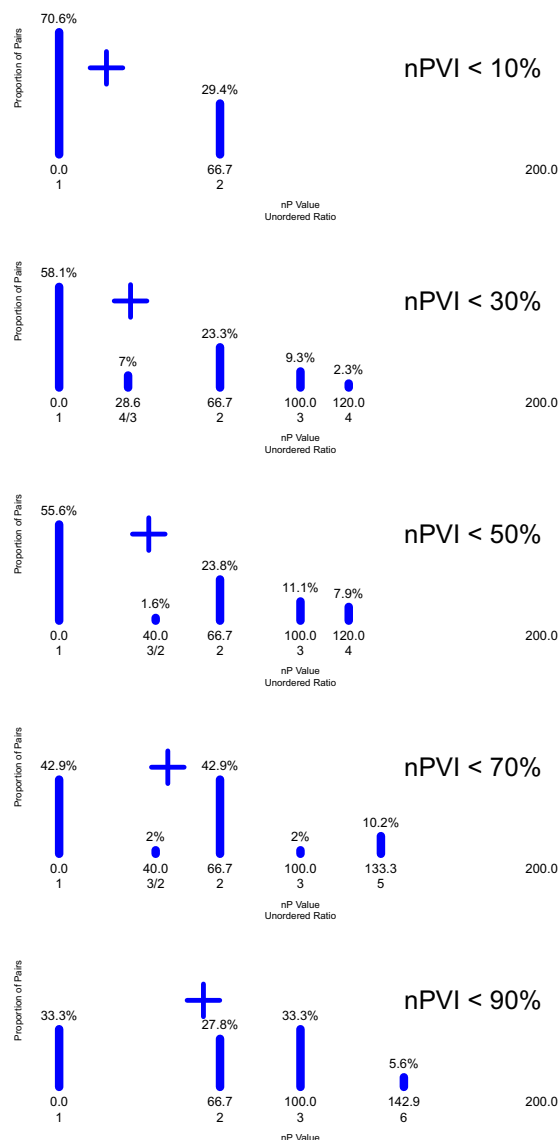 70.6%
Proportion of Pairs
nPVI < 10%
29.4%
0.0 66.7 200.0
1 2
nP Value
Unordered Ratio
58.1%
Proportion of Pairs
nPVI < 30%
23.3%
7% 9.3% 2.3%
0.0 28.6 66.7 100.0 120.0 200.0
1 4/3 2 3 4
nP Value
Unordered Ratio
55.6%
Proportion of Pairs
nPVI < 50%
23.8%
1.6% 11.1% 7.9%
0.0 40.0 66.7 100.0 120.0 200.0
1 3/2 2 3 4
nP Value
Unordered Ratio
42.9% 42.9%
Proportion of Pairs
nPVI < 70%
2% 2% 10.2%
0.0 40.0 66.7 100.0 133.3 200.0
1 3/2 2 3 5
nP Value
Unordered Ratio
Proportion of Pairs
nPVI < 90%
33.3% 27.8% 33.3%
5.6%
0.0 66.7 100.0 142.9 200.0
1 2 3 6
nP Value